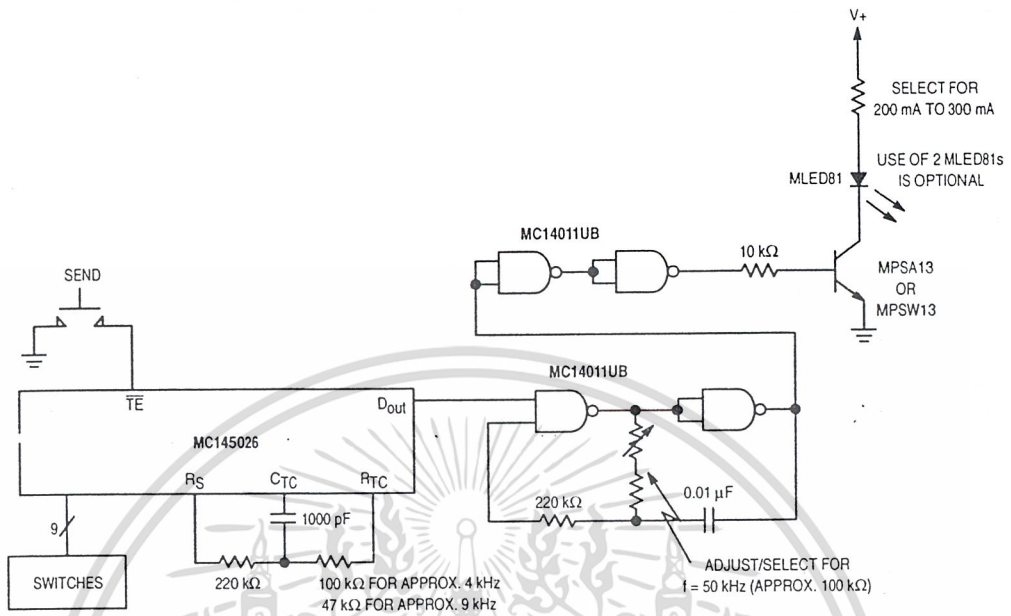 V+
SELECT FOR
200 mA TO 300 mA
USE OF 2 MLED81s
IS OPTIONAL
MLED81
MC14011UB
10 kΩ
MPSA13
OR
MPSW13
SEND
MC14011UB
TE
Dout
MC145026
RS
CTC
RTC
1000 pF
220 kΩ
0.01 μF
9
SWITCHES
220 kΩ
100 kΩ FOR APPROX. 4 kHz
47 kΩ FOR APPROX. 9 kHz
ADJUST/SELECT FOR
f = 50 kHz (APPROX. 100 kΩ)